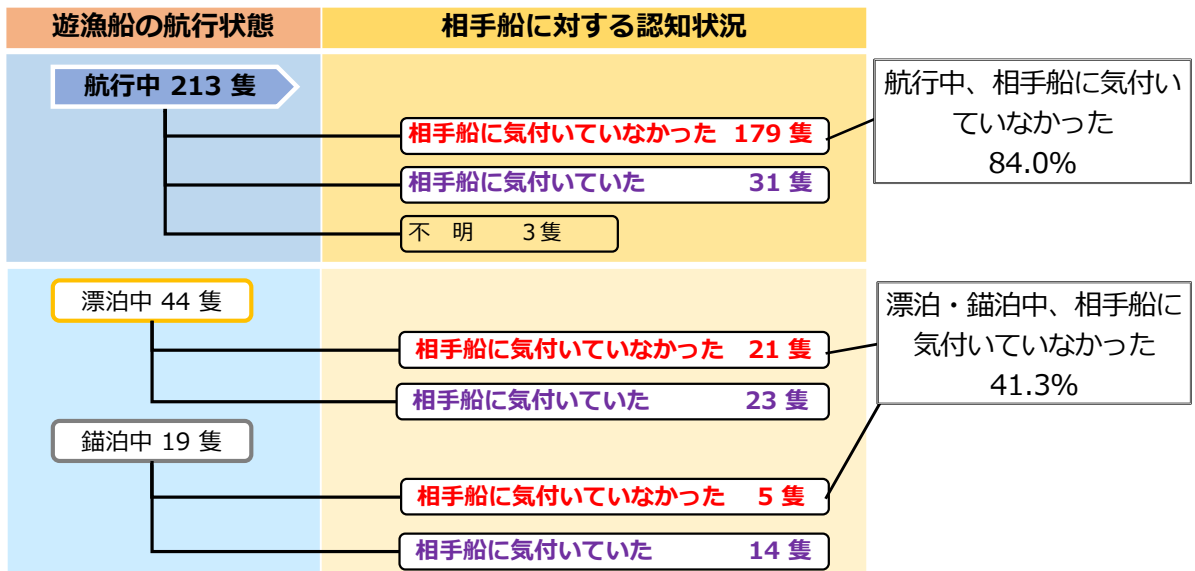 遊漁船の航行状態
相手船に対する認知状況
航行中 213 隻
相手船に気付いていなかった 179 隻
相手船に気付いていた 31 隻
不 明 3隻
航行中、相手船に気付い
ていなかった
84.0%
漂泊中 44 隻
相手船に気付いていなかった 21 隻
相手船に気付いていた 23 隻
錨泊中 19 隻
相手船に気付いていなかった 5 隻
相手船に気付いていた 14 隻
漂泊・錨泊中、相手船に
気付いていなかった
41.3%